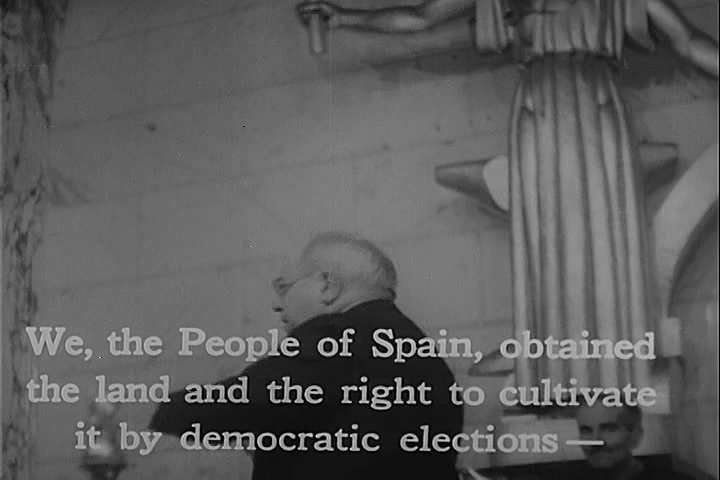 We, the People of Spain, obtained
the land and the right to cultivate
it by democratic elections —